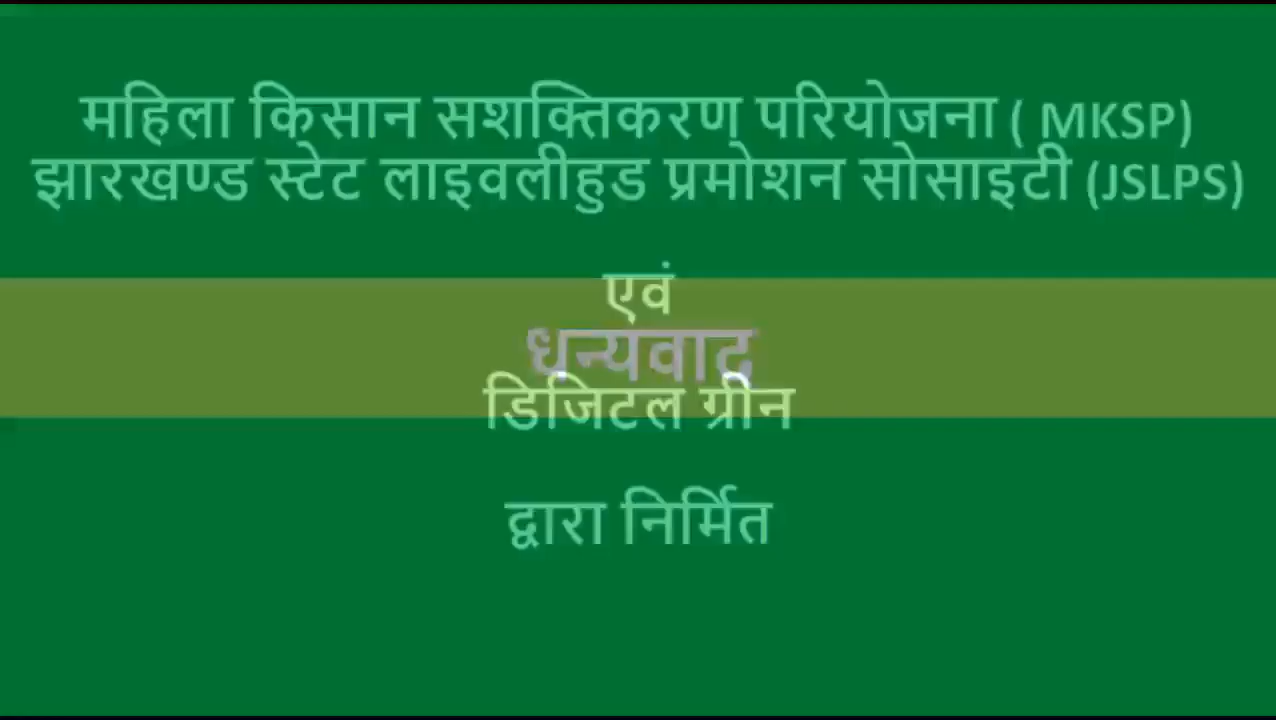 महिला किसान सशक्तिकरण परियोजना ( MKSP)
झारखण्ड स्टेट लाइवलीहुड प्रमोशन सोसाइटी (JSLPS)
एवं
धन्यवाद
डिजिटल ग्रीन
द्वारा निर्मित